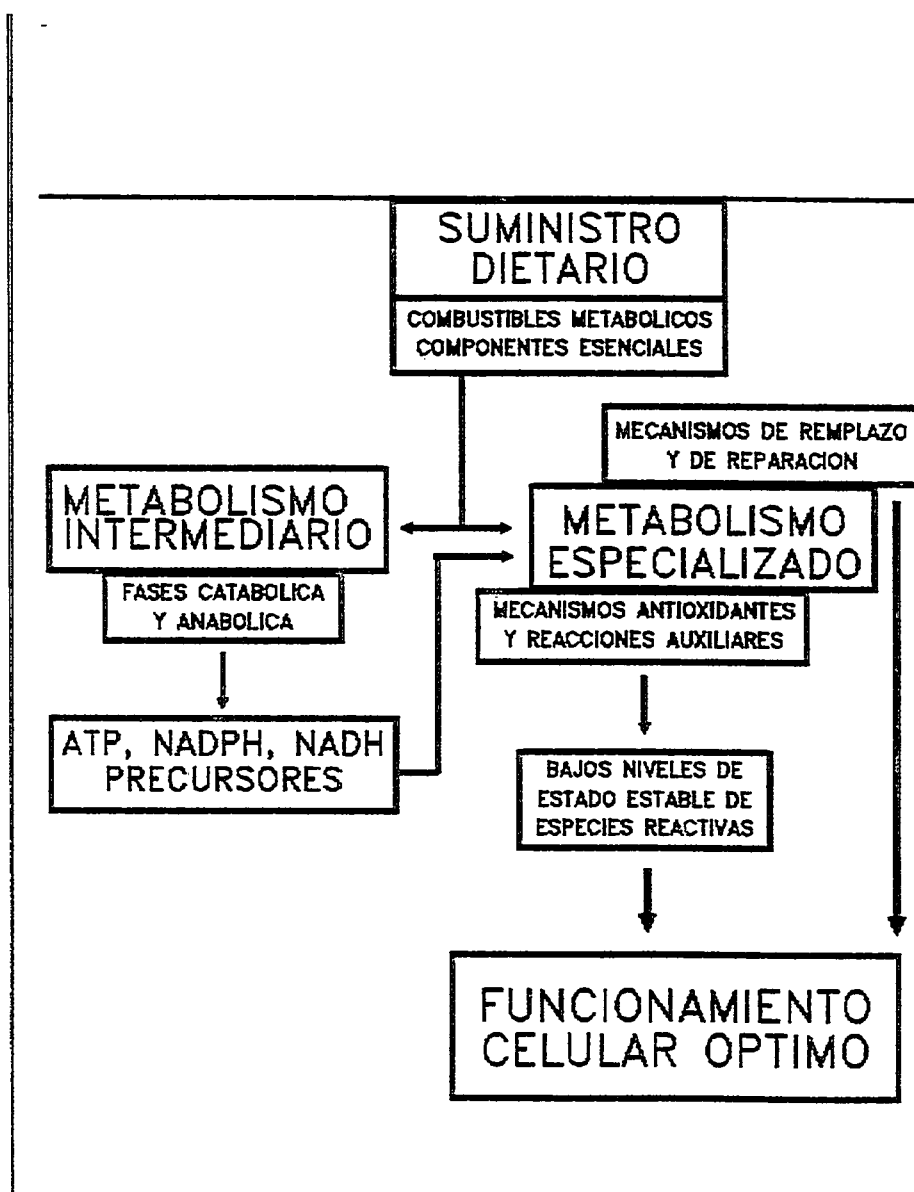 SUMINISTRO
DIETARIO
COMBUSTIBLES METABOLICOS
COMPONENTES ESENCIALES
MECANISMOS DE REMPLAZO
Y DE REPARACION
METABOLISMO
INTERMEDIARIO
METABOLISMO
ESPECIALIZADO
FASES CATABOLICA
Y ANABOLICA
MECANISMOS ANTIOXIDANTES
Y REACCIONES AUXILIARES
ATP, NADPH, NADH
PRECURSORES
BAJOS NIVELES DE
ESTADO ESTABLE DE
ESPECIES REACTIVAS
FUNCIONAMIENTO
CELULAR OPTIMO